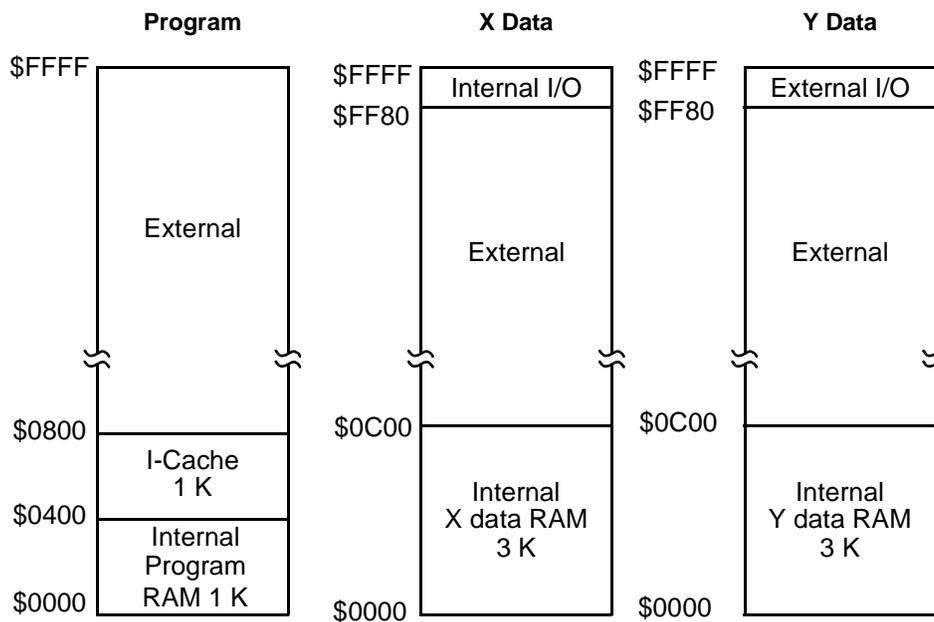 Program
X Data
Y Data
$FFFF
External
$0800
I-Cache
1 K
$0400
Internal
Program
RAM 1 K
$0000
$FFFF
Internal I/O
$FF80
External
$0C00
Internal
X data RAM
3 K
$0000
$FFFF
External I/O
$FF80
External
$0C00
Internal
Y data RAM
3 K
$0000